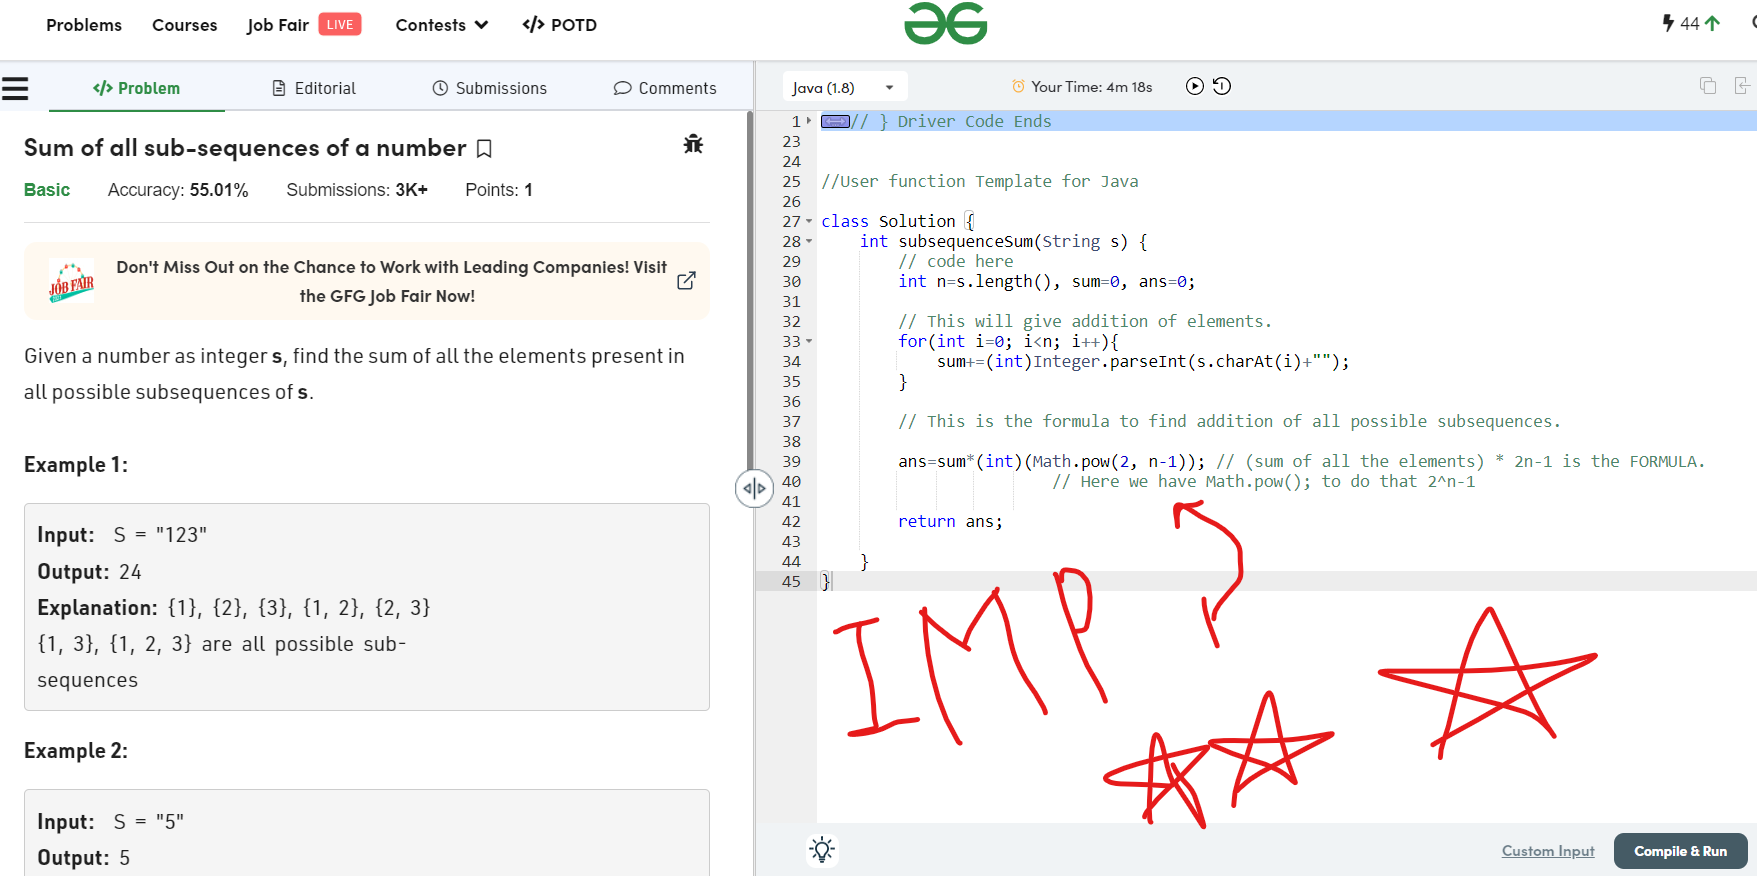 Problems Courses Job Fair LIVE Contests </> POTD
44
</> Problem Editorial Submissions Comments
Java (1.8) Your Time: 4m 18s
Sum of all sub-sequences of a number
Basic Accuracy: 55.01% Submissions: 3K+ Points: 1
Don't Miss Out on the Chance to Work with Leading Companies! Visit
the GFG Job Fair Now!
JOB FAIR
Given a number as integer s, find the sum of all the elements present in
all possible subsequences of s.
Example 1:
Input: S = "123"
Output: 24
Explanation: {1}, {2}, {3}, {1, 2}, {2, 3}
{1, 3}, {1, 2, 3} are all possible sub-
sequences
Example 2:
Input: S = "5"
Output: 5
1 // } Driver Code Ends
23
24
25 //User function Template for Java
26
27 class Solution {
28 int subsequenceSum(String s) {
29 // code here
30 int n=s.length(), sum=0, ans=0;
31
32 // This will give addition of elements.
33 for(int i=0; i<n; i++){
34 sum+=(int)Integer.parseInt(s.charAt(i)+"");
35 }
36
37 // This is the formula to find addition of all possible subsequences.
38
39 ans=sum*(int)(Math.pow(2, n-1)); // (sum of all the elements) * 2n-1 is the FORMULA.
40 // Here we have Math.pow(); to do that 2^n-1
41
42 return ans;
43
44 }
45 }
IMP
Custom Input Compile & Run